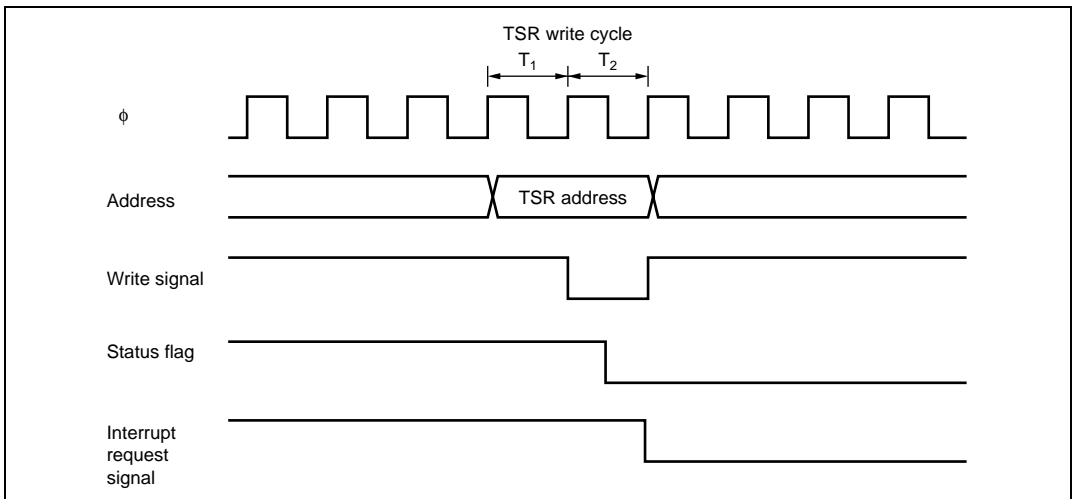 TSR write cycle
T1 T2
ϕ
Address
TSR address
Write signal
Status flag
Interrupt
request
signal